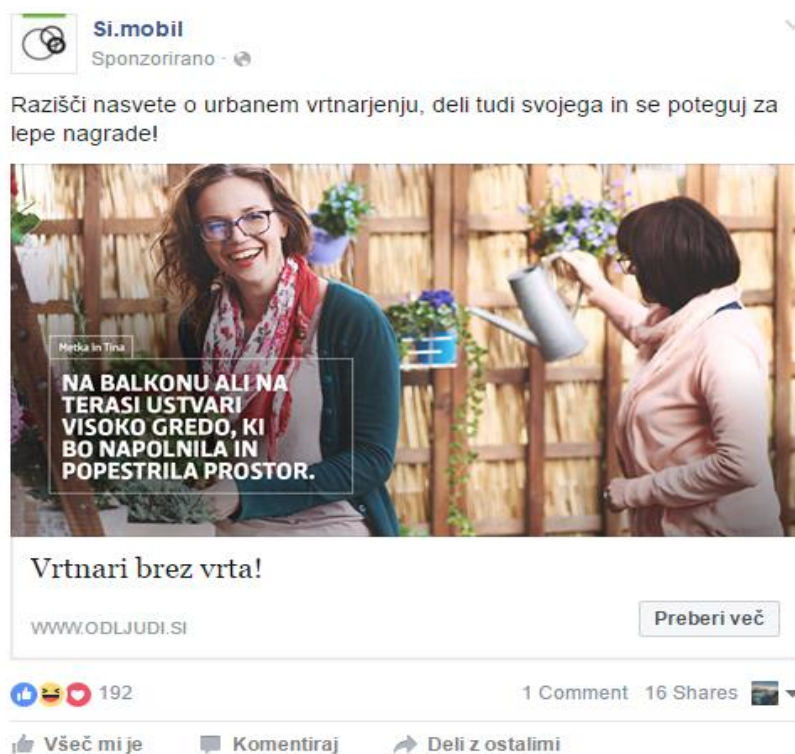 Si.mobil
Sponzorirano ·
Razišči nasvete o urbanem vrtnarjenju, deli tudi svojega in se poteguj za
lepe nagrade!
Metka in Tina
NA BALKONU ALI NA
TERASI USTVARI
VISOKO GREDO, KI
BO NAPOLNILA IN
POPESTRILA PROSTOR.
Vrtnari brez vrta!
WWW.ODLJUDI.SI
Preberi več
192
1 Comment 16 Shares
Všeč mi je Komentiraj Deli z ostalimi